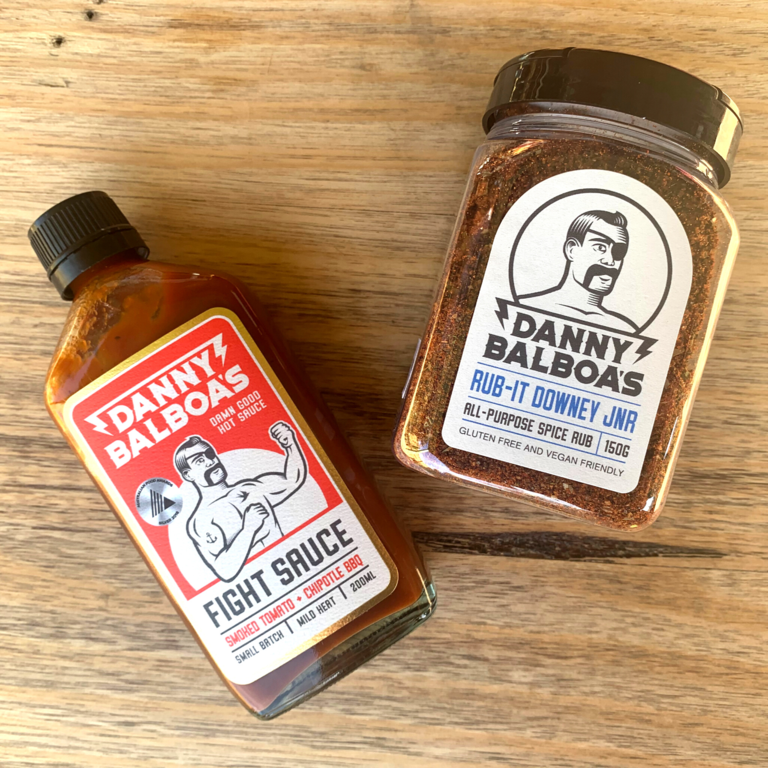 DANNY
BALBOA'S
DAMN GOOD
HOT SAUCE
FIGHT SAUCE
SMOKED TOMATO + CHIPOTLE BBQ
SMALL BATCH | MILD HEAT | 200ML
DANNY
BALBOA'S
RUB-IT DOWNEY JNR
ALL-PURPOSE SPICE RUB | 150G
GLUTEN FREE AND VEGAN FRIENDLY